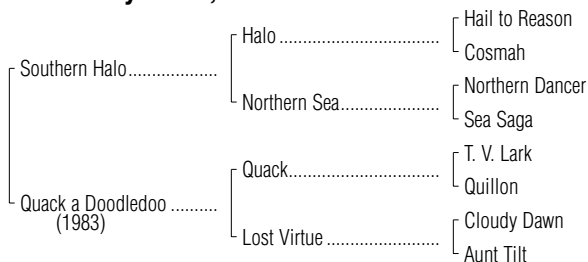 Hail to Reason
Halo
Cosmah
Southern Halo
Northern Dancer
Northern Sea
Sea Saga
T. V. Lark
Quack
Quillon
Quack a Doodledoo
(1983)
Cloudy Dawn
Lost Virtue
Aunt Tilt